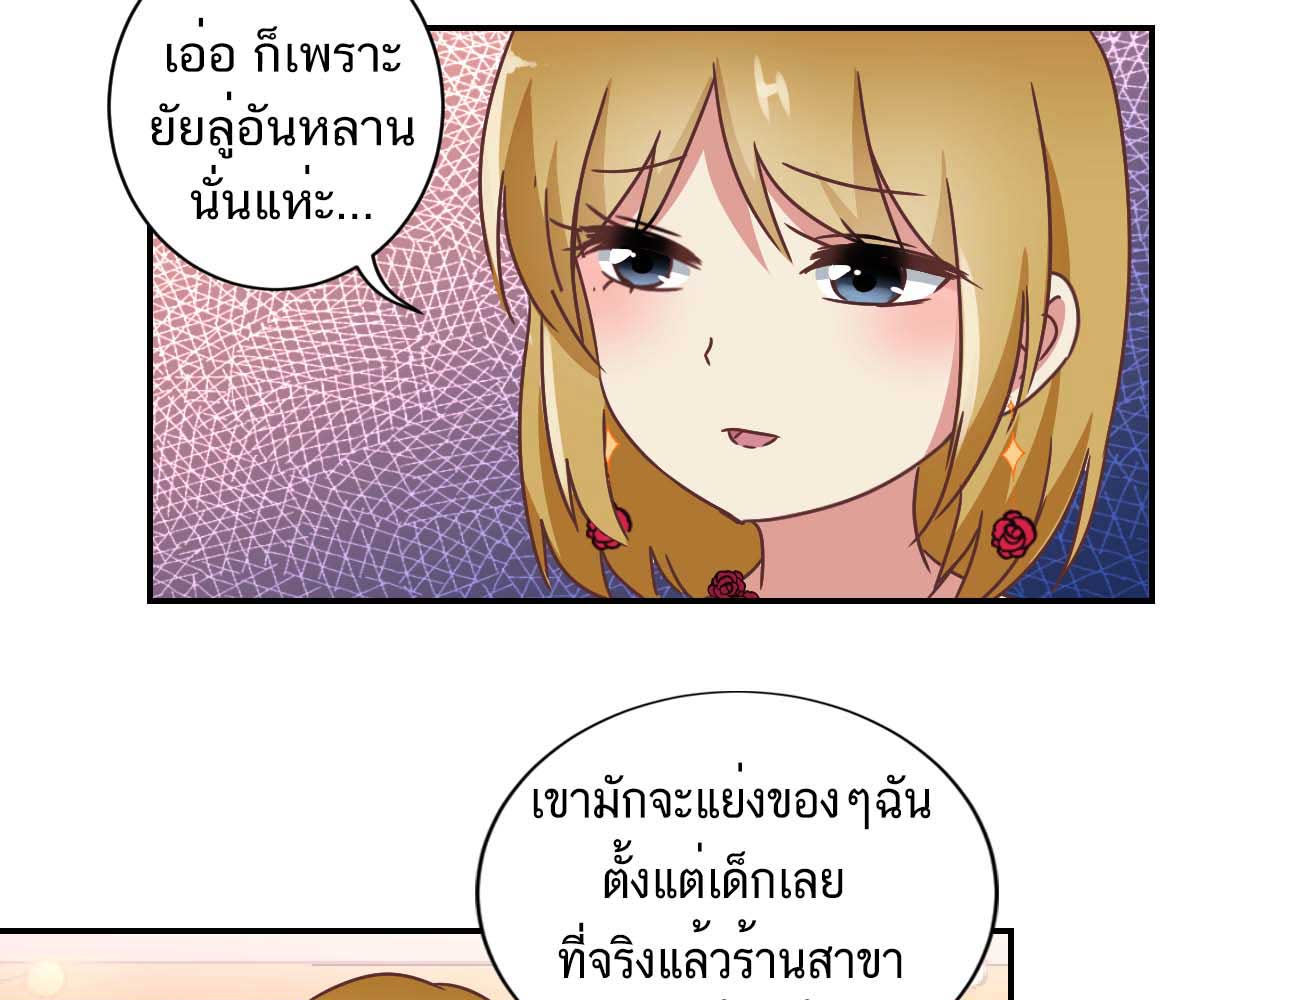 เอ่อ ก็เพราะ
ยัยลู่อันหลาน
นั่นแห่ะ...
เขามักจะแย่งของๆฉัน
ตั้งแต่เด็กเลย
ที่จริงแล้วร้านสาขา